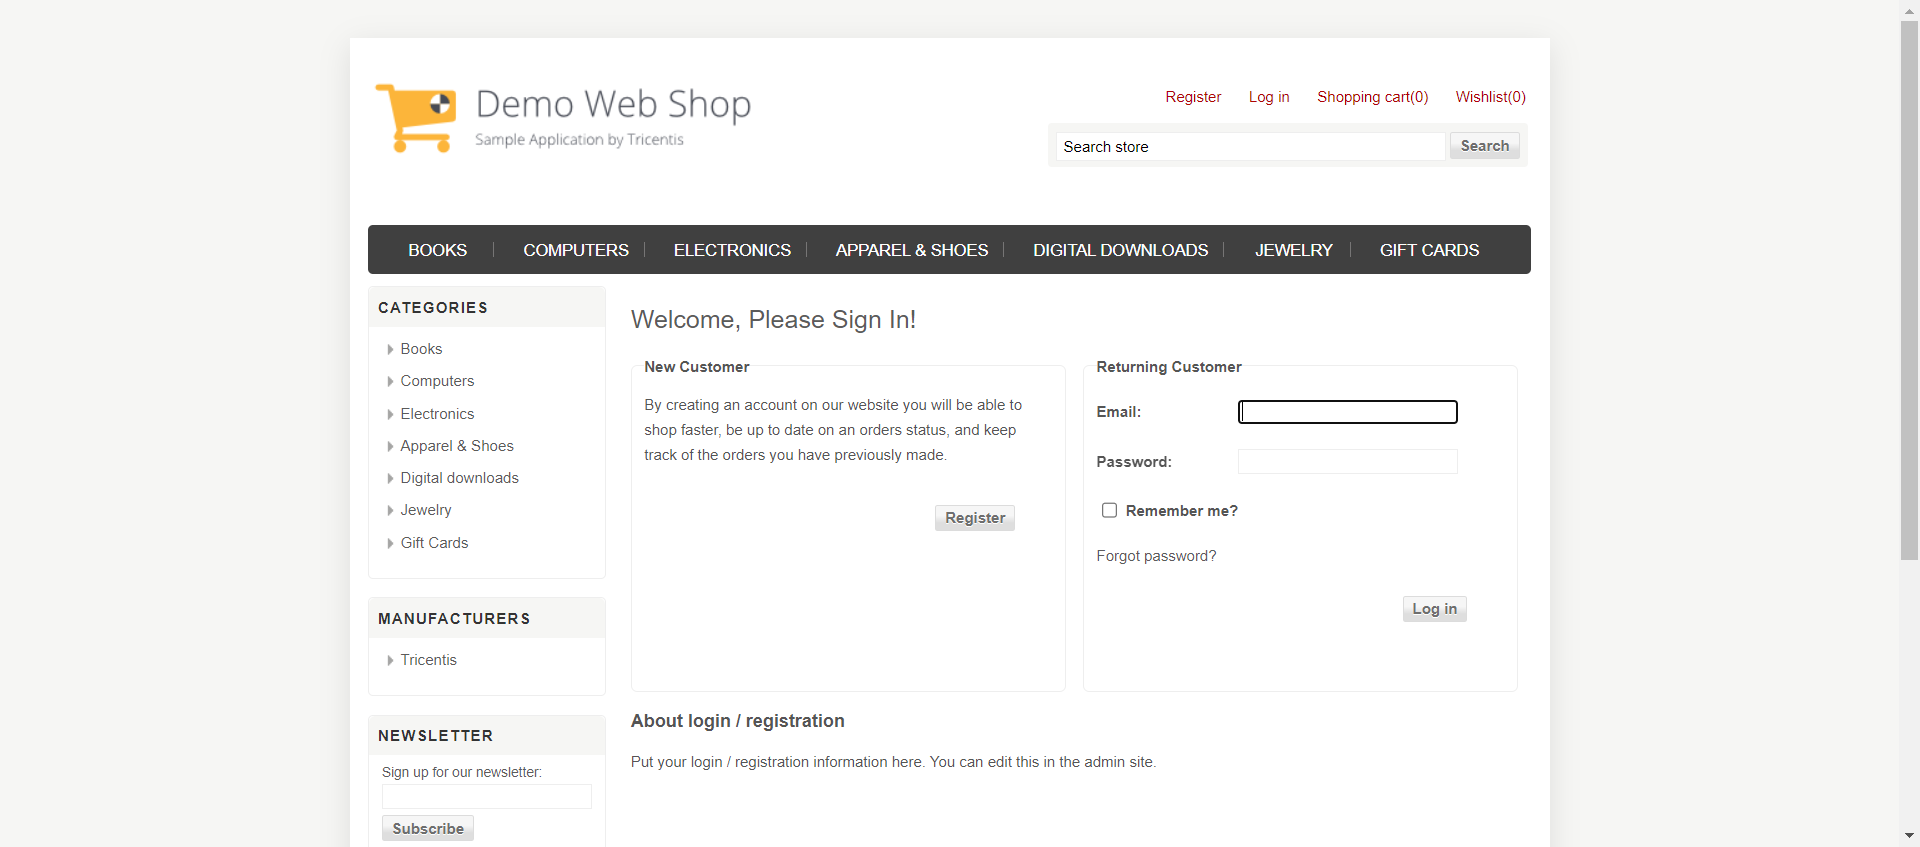 Demo Web Shop
Sample Application by Tricentis
Register Log in Shopping cart(0) Wishlist(0)
Search store Search
BOOKS COMPUTERS ELECTRONICS APPAREL & SHOES DIGITAL DOWNLOADS JEWELRY GIFT CARDS
CATEGORIES
Books
Computers
Electronics
Apparel & Shoes
Digital downloads
Jewelry
Gift Cards
MANUFACTURERS
Tricentis
NEWSLETTER
Sign up for our newsletter:
Subscribe
Welcome, Please Sign In!
New Customer
By creating an account on our website you will be able to
shop faster, be up to date on an orders status, and keep
track of the orders you have previously made.
Register
Returning Customer
Email:
Password:
Remember me?
Forgot password?
Log in
About login / registration
Put your login / registration information here. You can edit this in the admin site.